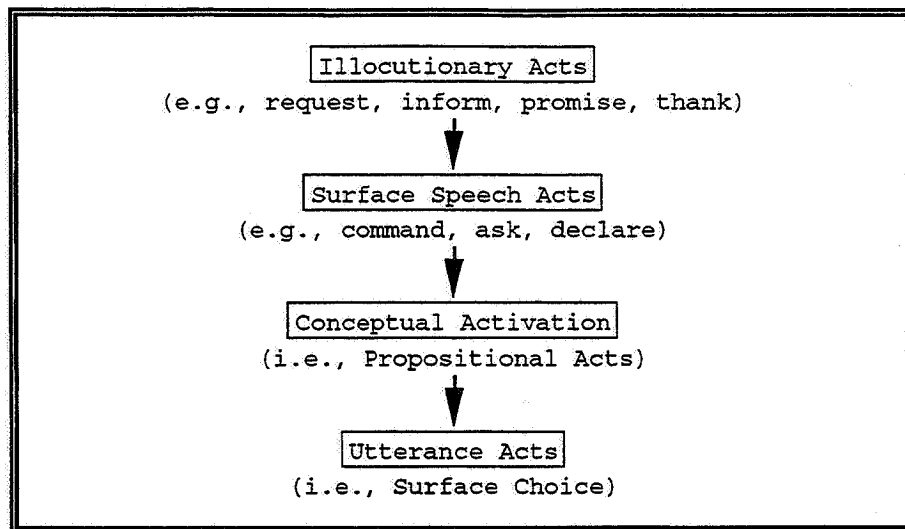 Illocutionary Acts
(e.g., request, inform, promise, thank)
Surface Speech Acts
(e.g., command, ask, declare)
Conceptual Activation
(i.e., Propositional Acts)
Utterance Acts
(i.e., Surface Choice)